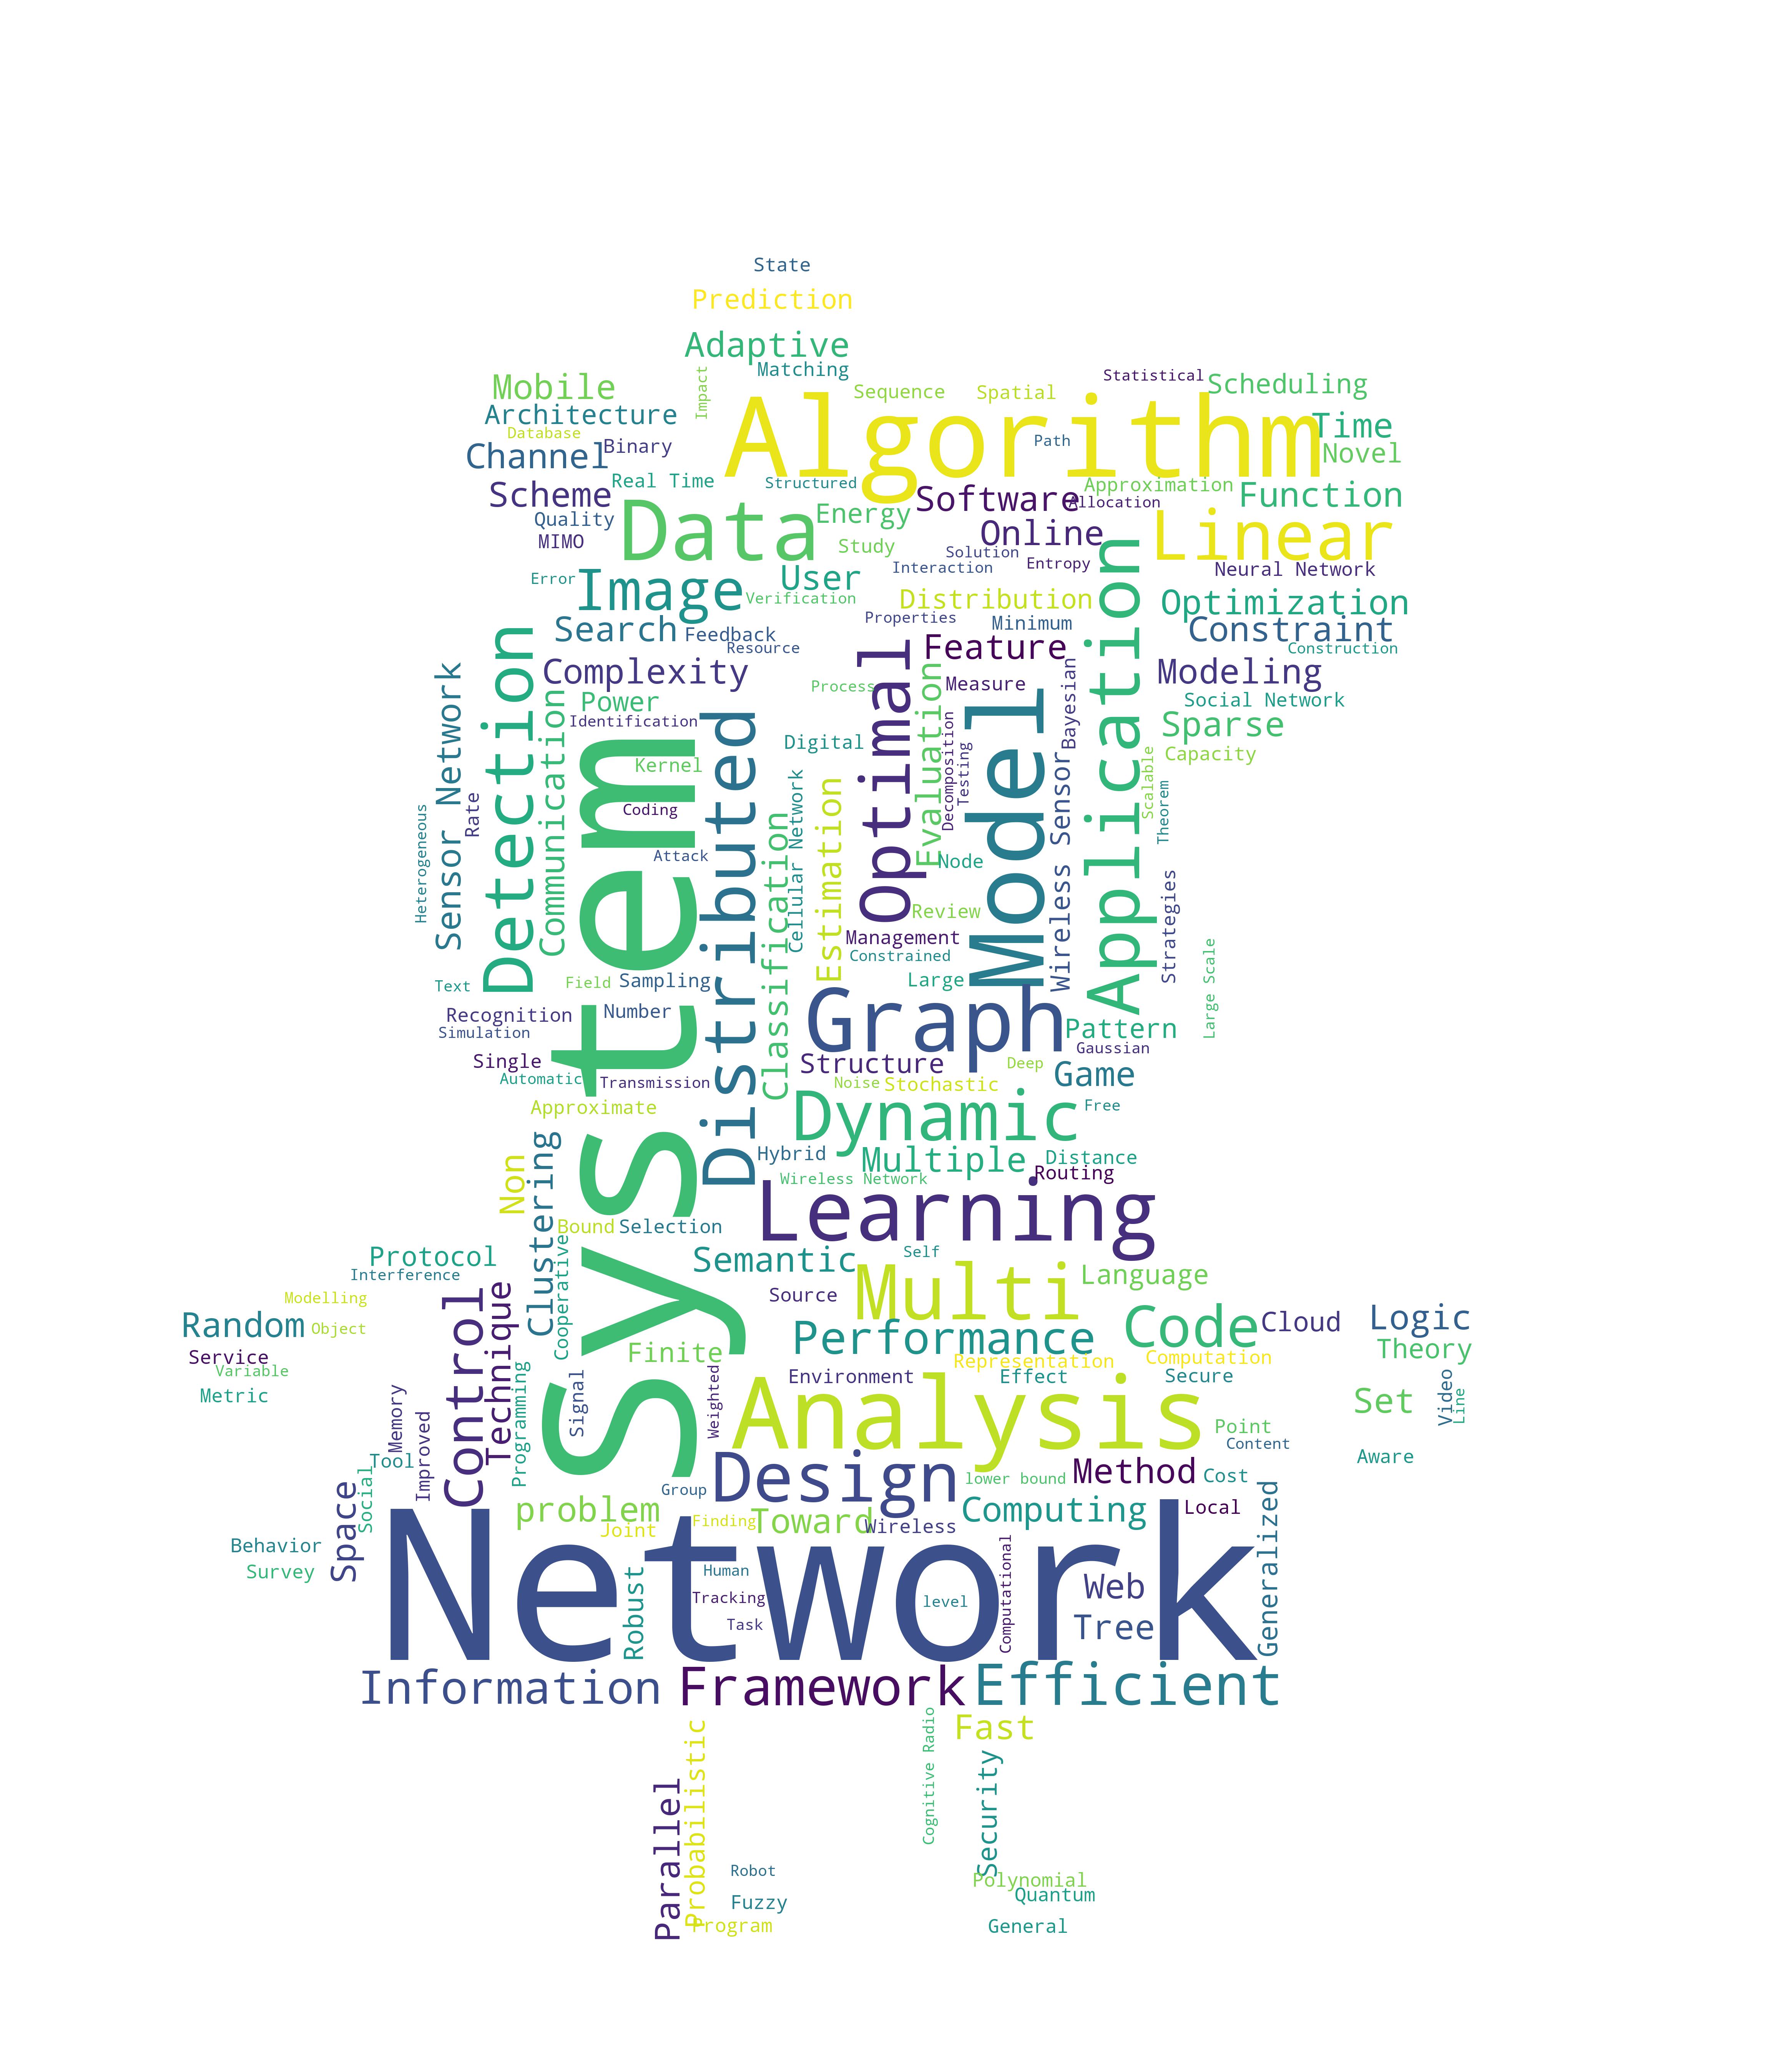 State
Prediction
Adaptive
Matching
Impact
Mobile
Architecture
Database
Binary
Channel
Sequence
Spatial
Statistical
Scheduling
Algorithm
Path
Time
Novel
Real Time
Structured
Scheme
Software
Approximation
Allocation
Function
Quality
MIMO
Data
Energy
Study
Online
Solution
Interaction
Entropy
Linear
Neural Network
Error
Image
User
Verification
Distribution
Properties
Minimum
Optimization
Constraint
Construction
Search
Feedback
Resource
Feature
Complexity
Process
Measure
Modeling
Social Network
Power
Identification
Sparse
Capacity
Detection
Communication
Sensor Network
Rate
Heterogeneous
System
Kernel
Coding
Attack
Distributed
Digital
Cellular Network
Classification
Estimation
Optimal
Evaluation
Decomposition
Testing
Node
Model
Bayesian
Wireless Sensor
Application
Scalable
Theorem
Strategies
Large Scale
Review
Management
Constrained
Large
Text
Field
Sampling
Recognition
Simulation
Number
Graph
Pattern
Gaussian
Single
Automatic
Transmission
Structure
Noise
Stochastic
Deep
Game
Approximate
Dynamic
Free
Non
Clustering
Hybrid
Multiple
Distance
Routing
Wireless Network
Learning
Bound
Selection
Cooperative
Protocol
Interference
Semantic
Self
Language
Modelling
Random
Object
Service
Variable
Metric
Control
Technique
Source
Multi
Code
Cloud
Logic
Theory
Performance
Finite
Representation
Computation
Environment
Effect
Secure
Programming
Signal
Weighted
Memory
Improved
Analysis
Set
Video
Line
Point
Content
Aware
Tool
Social
Space
Design
lower bound
Method
Cost
Group
problem
Joint
Finding
Toward
Wireless
Computing
Local
Generalized
Behavior
Survey
Network
Robust
Human
Tracking
Task
level
Computational
Web
Tree
Information
Framework
Efficient
Fast
Probabilistic
Parallel
Cognitive Radio
Security
Robot
Fuzzy
Program
Polynomial
Quantum
General